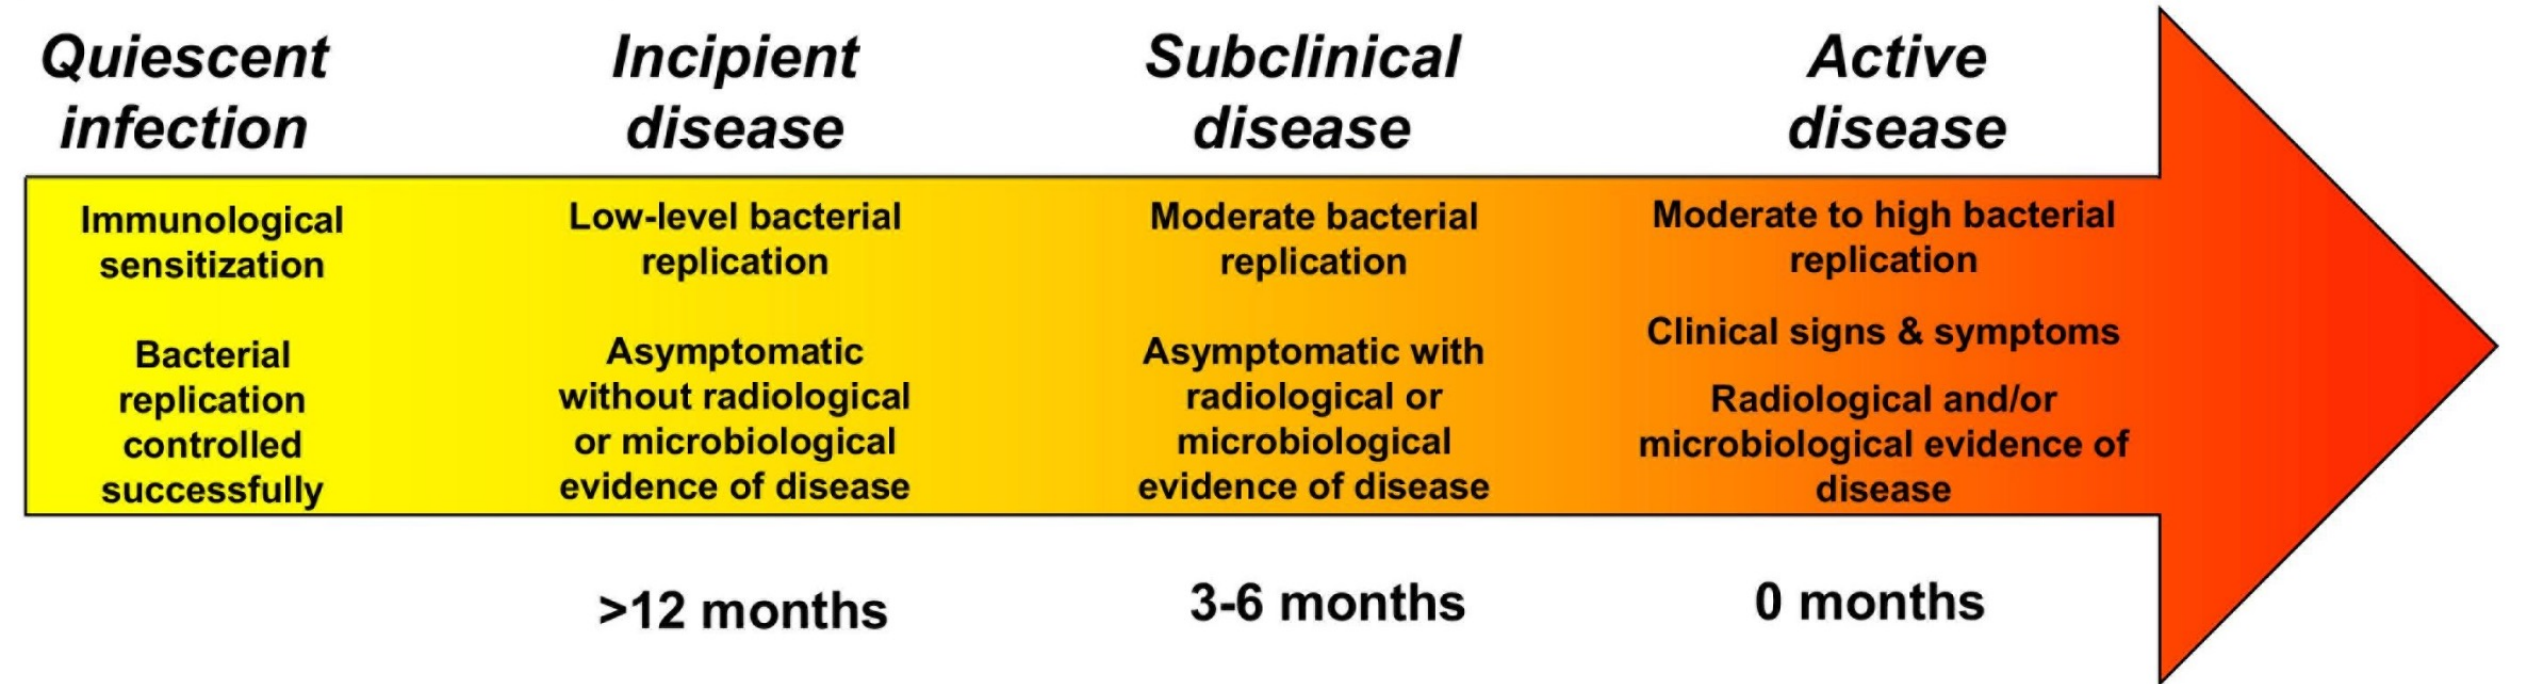 Quiescent
infection
Incipient
disease
Subclinical
disease
Active
disease
Immunological
sensitization
Bacterial
replication
controlled
successfully
Low-level bacterial
replication
Asymptomatic
without radiological
or microbiological
evidence of disease
Moderate bacterial
replication
Asymptomatic with
radiological or
microbiological
evidence of disease
Moderate to high bacterial
replication
Clinical signs & symptoms
Radiological and/or
microbiological evidence of
disease
>12 months
3-6 months
0 months